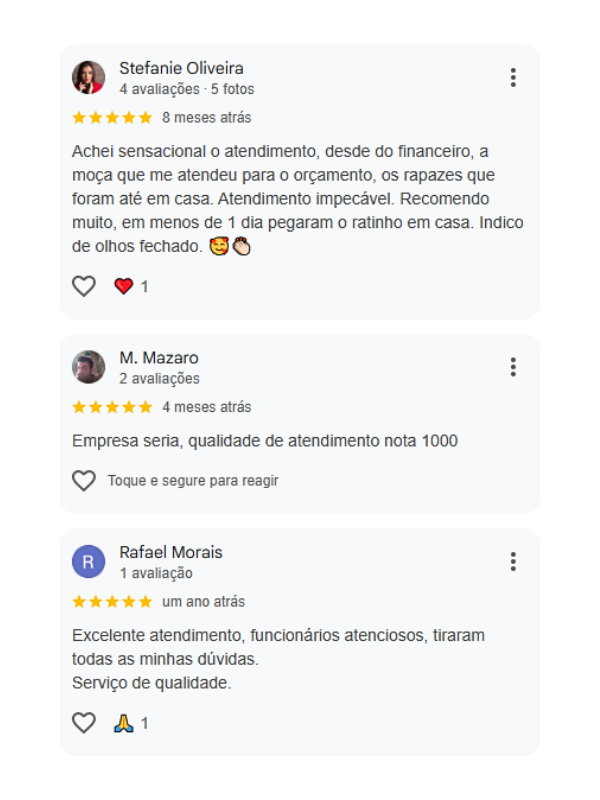 Stefanie Oliveira
4 avaliações · 5 fotos
8 meses atrás
Achei sensacional o atendimento, desde do financeiro, a
moça que me atendeu para o orçamento, os rapazes que
foram até em casa. Atendimento impecável. Recomendo
muito, em menos de 1 dia pegaram o ratinho em casa. Indico
de olhos fechado. 🥰👏🏻
❤️ 1
M. Mazaro
2 avaliações
4 meses atrás
Empresa seria, qualidade de atendimento nota 1000
Toque e segure para reagir
R
Rafael Morais
1 avaliação
um ano atrás
Excelente atendimento, funcionários atenciosos, tiraram
todas as minhas dúvidas.
Serviço de qualidade.
🙏 1